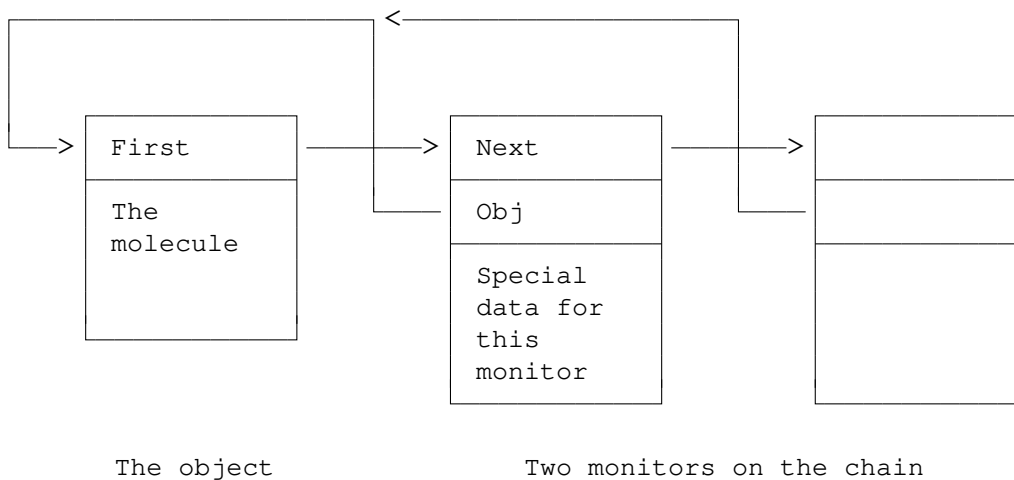 First
The
molecule
Next
Obj
Special
data for
this
monitor
The object
Two monitors on the chain